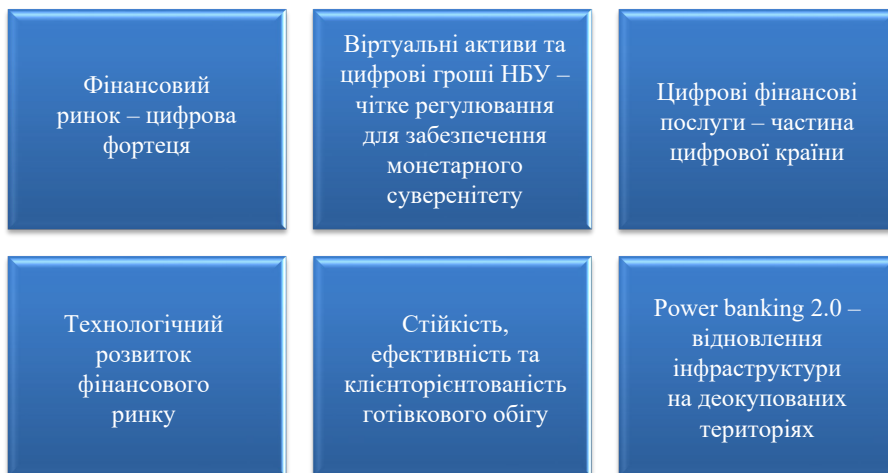 Фінансовий
ринок – цифрова
фортеця
Віртуальні активи та
цифрові гроші НБУ –
чітке регулювання
для забезпечення
монетарного
суверенітету
Цифрові фінансові
послуги – частина
цифрової країни
Технологічний
розвиток
фінансового
ринку
Стійкість,
ефективність та
клієнторієнтованість
готівкового обігу
Power banking 2.0 –
відновлення
інфраструктури
на деокупованих
територіях